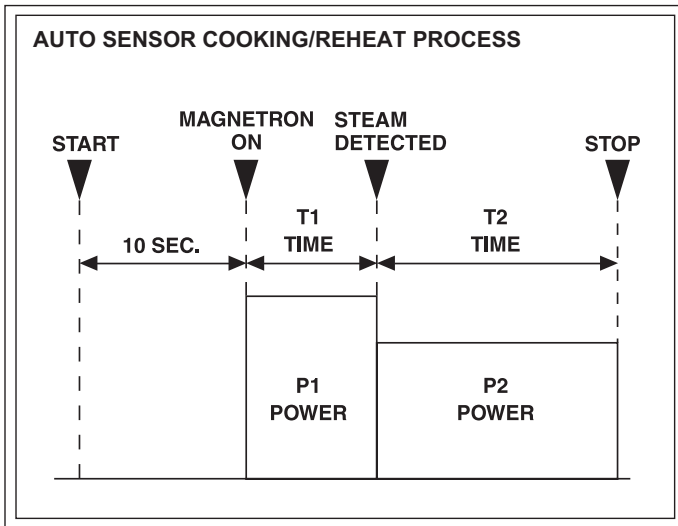 AUTO SENSOR COOKING/REHEAT PROCESS
START
MAGNETRON
ON
STEAM
DETECTED
STOP
10 SEC.
T1
TIME
T2
TIME
P1
POWER
P2
POWER